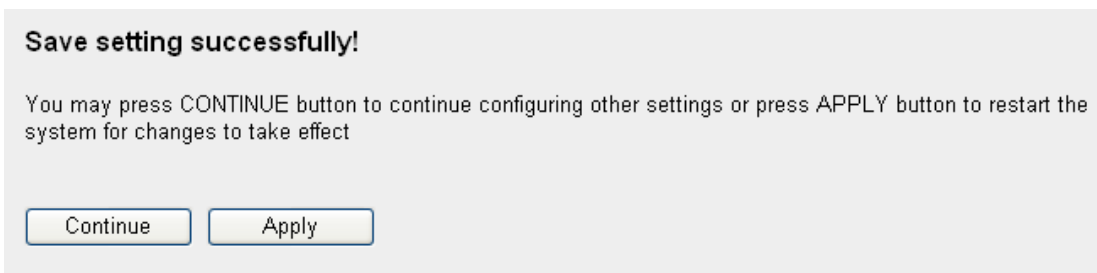 Save setting successfully!
You may press CONTINUE button to continue configuring other settings or press APPLY button to restart the
system for changes to take effect
Continue Apply